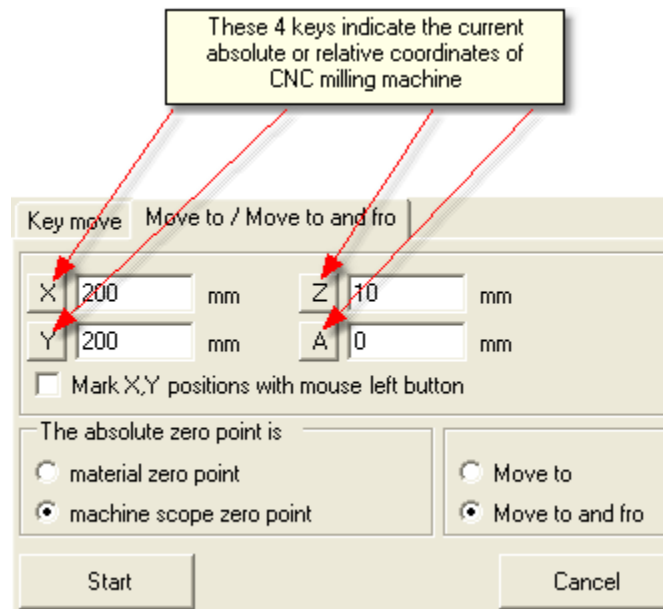 These 4 keys indicate the current
absolute or relative coordinates of
CNC milling machine
Key move Move to / Move to and fro
X 200 mm Z 10 mm
Y 200 mm A 0 mm
Mark X,Y positions with mouse left button
The absolute zero point is
material zero point Move to
machine scope zero point Move to and fro
Start Cancel